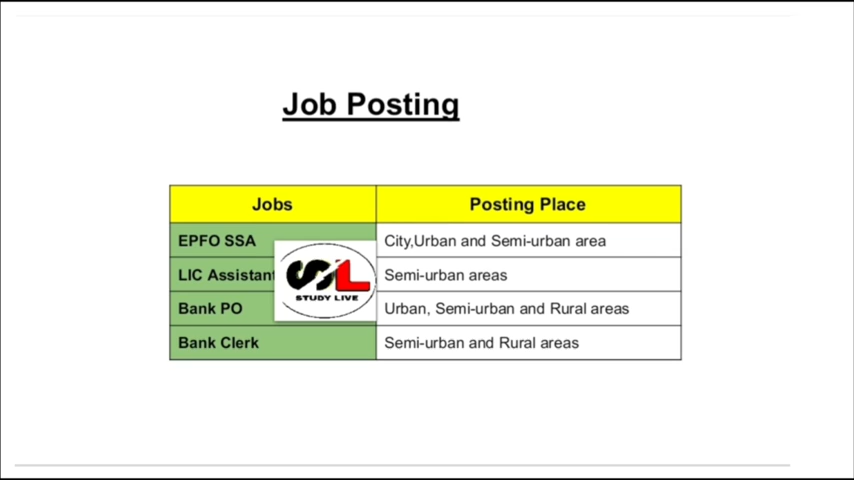 Job Posting
Jobs Posting Place
EPFO SSA City,Urban and Semi-urban area
LIC Assistant Semi-urban areas
SL
STUDY LIVE
Bank PO Urban, Semi-urban and Rural areas
Bank Clerk Semi-urban and Rural areas